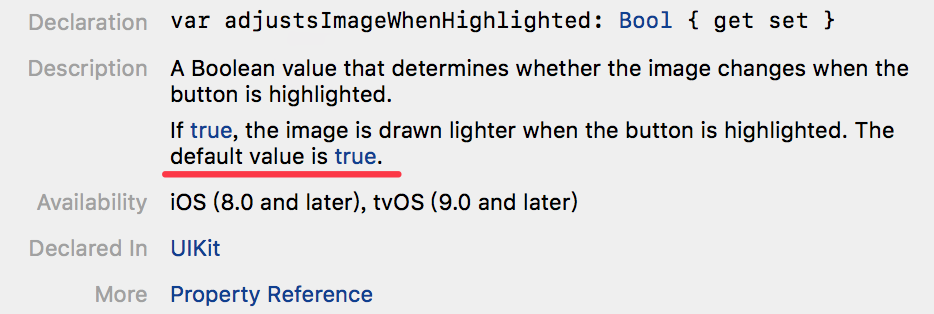 Declaration var adjustsImageWhenHighlighted: Bool { get set }
Description A Boolean value that determines whether the image changes when the
button is highlighted.
If true, the image is drawn lighter when the button is highlighted. The
default value is true.
Availability iOS (8.0 and later), tvOS (9.0 and later)
Declared In UIKit
More Property Reference